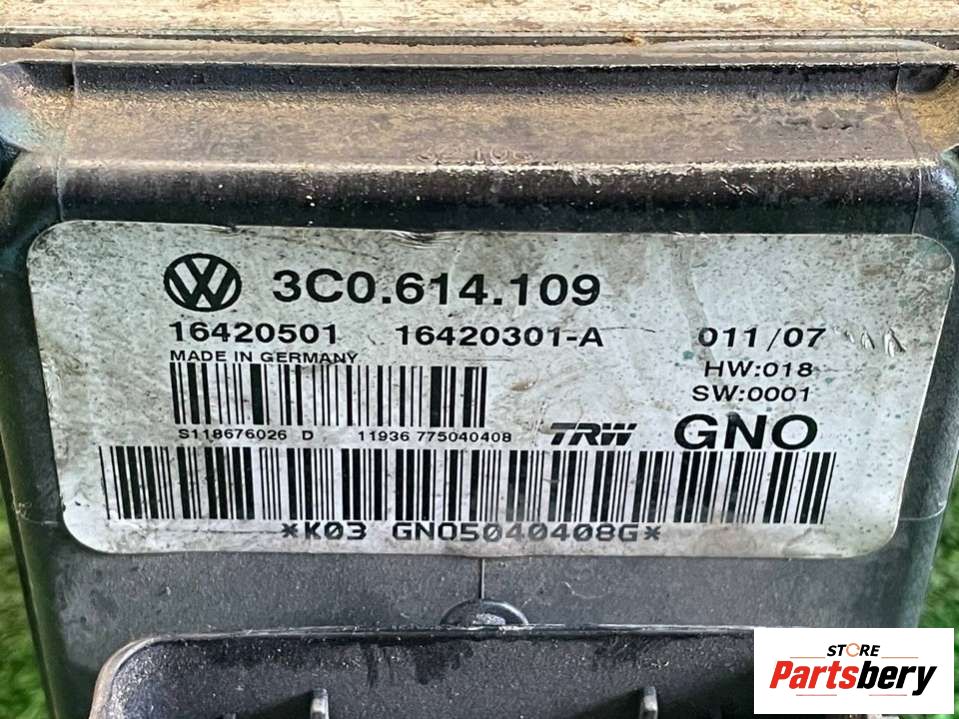 3C0.614.109
16420501 16420301-A 011/07
MADE IN GERMANY HW:018
SW:0001
S118676026 D 11936 775040408 TRW GNO
*K03 GNO5040408G*
STORE
Partsbery